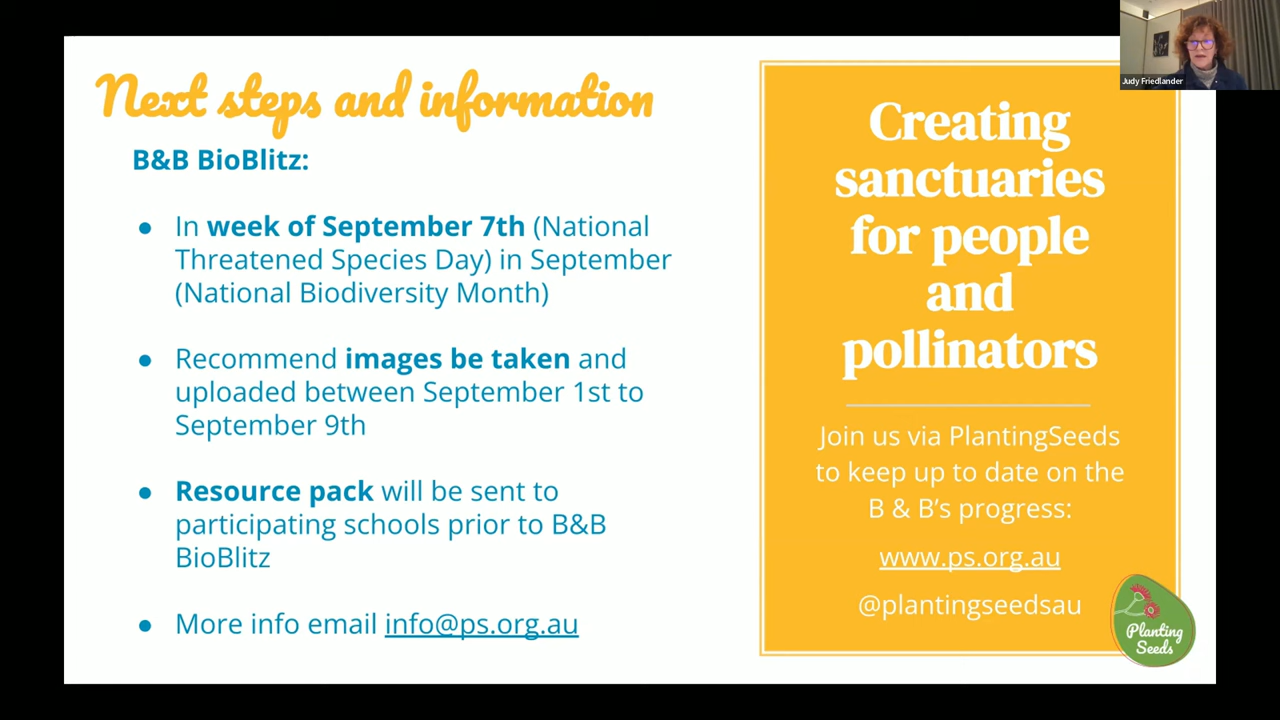 Next steps and information
B&B BioBlitz:
● In week of September 7th (National
Threatened Species Day) in September
(National Biodiversity Month)
● Recommend images be taken and
uploaded between September 1st to
September 9th
● Resource pack will be sent to
participating schools prior to B&B
BioBlitz
● More info email info@ps.org.au
Creating
sanctuaries
for people
and
pollinators
Join us via PlantingSeeds
to keep up to date on the
B & B’s progress:
www.ps.org.au
@plantingseedsau
Planting
Seeds
Judy Friedlander